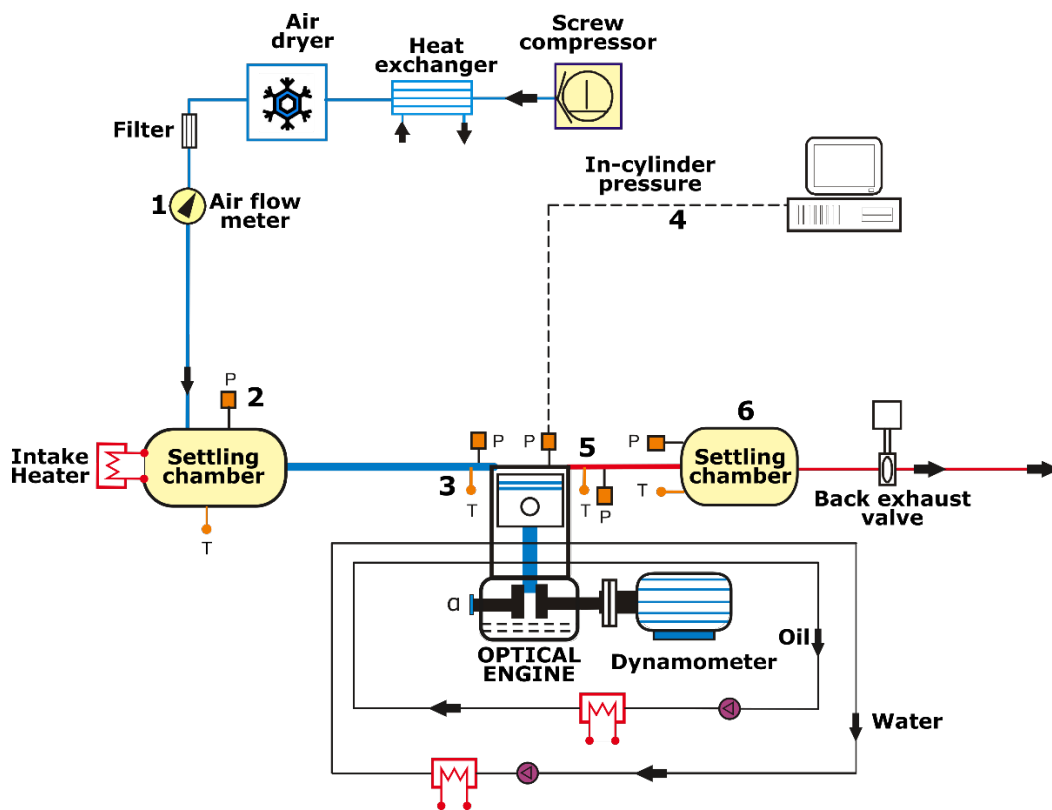 Air
dryer
Heat
exchanger
Screw
compressor
Filter
1
Air flow
meter
In-cylinder
pressure
4
P
2
Intake
Heater
Settling
chamber
T
P
3
T
P
5
T
P
P
T
6
Settling
chamber
Back exhaust
valve
α
OPTICAL
ENGINE
Dynamometer
Oil
Water